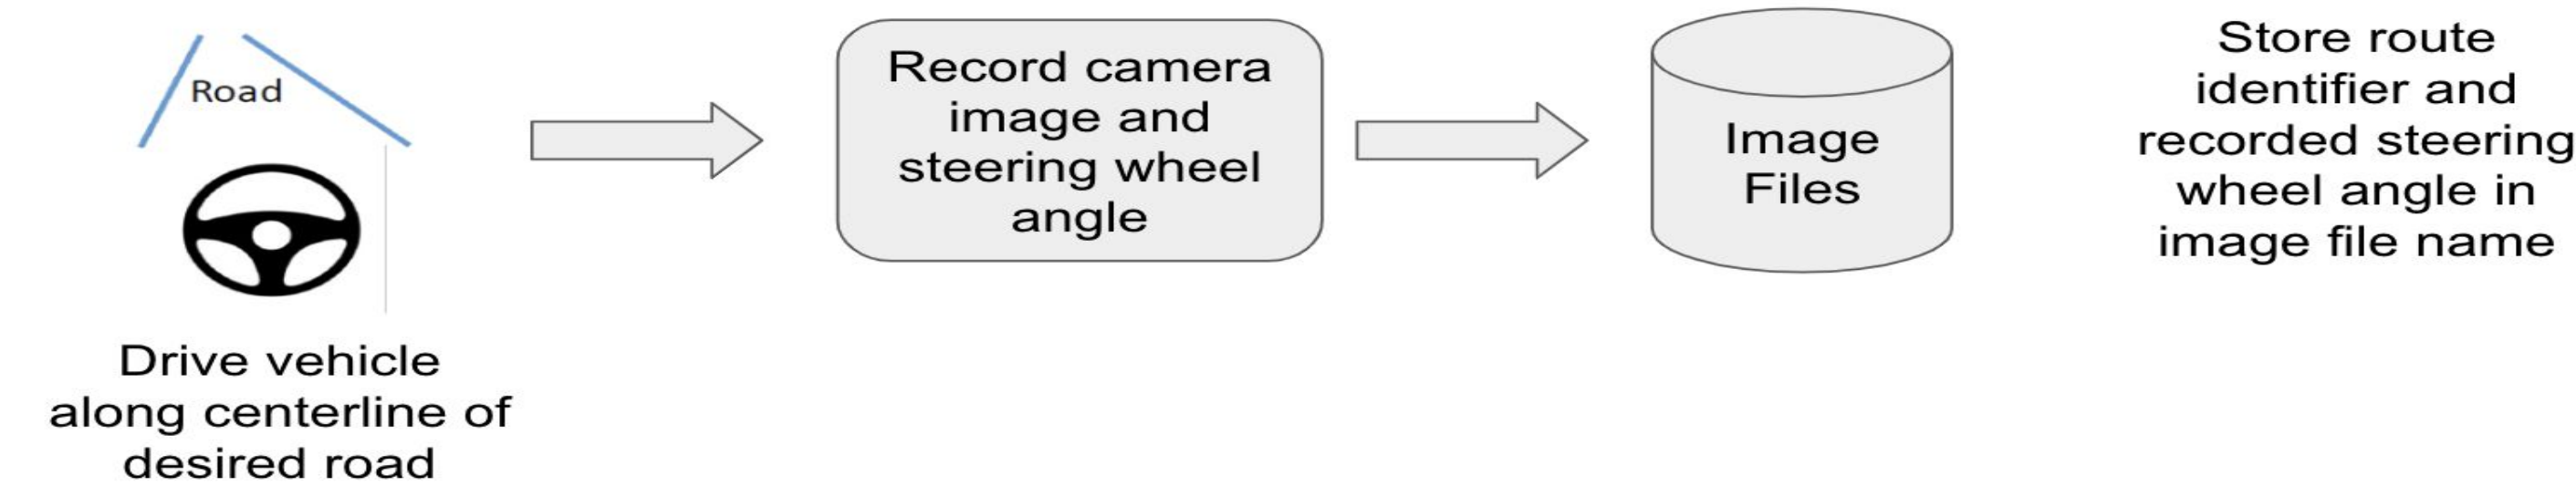 Road
Drive vehicle
along centerline of
desired road
Record camera
image and
steering wheel
angle
Image
Files
Store route
identifier and
recorded steering
wheel angle in
image file name